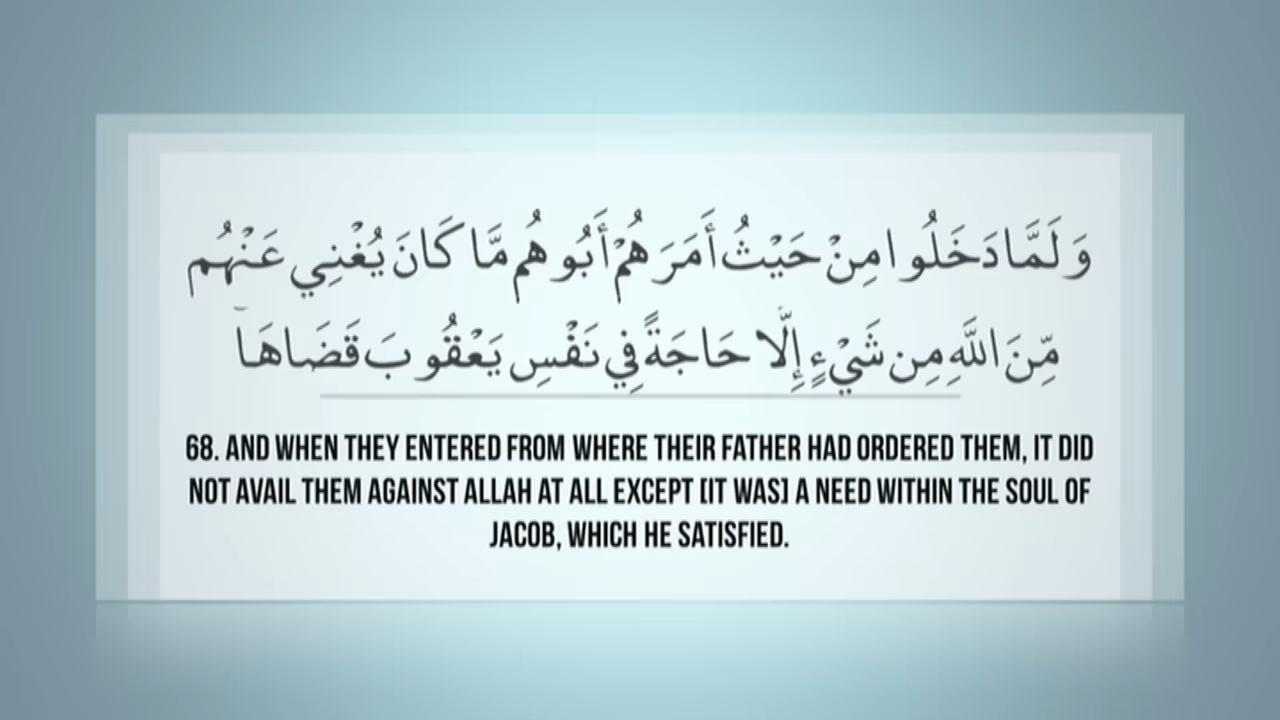 وَلَمَّا دَخَلُوا مِنْ حَيْثُ أَمَرَهُمْ أَبُوهُم مَّا كَانَ يُغْنِي عَنْهُم
مِّنَ اللَّهِ مِن شَيْءٍ إِلَّا حَاجَةً فِي نَفْسِ يَعْقُوبَ قَضَاهَا
68. AND WHEN THEY ENTERED FROM WHERE THEIR FATHER HAD ORDERED THEM, IT DID
NOT AVAIL THEM AGAINST ALLAH AT ALL EXCEPT [IT WAS] A NEED WITHIN THE SOUL OF
JACOB, WHICH HE SATISFIED.